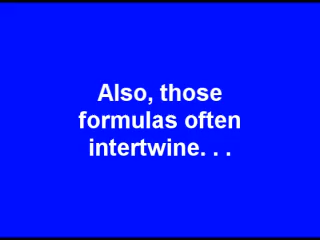 Also, those
formulas often
intertwine. . .